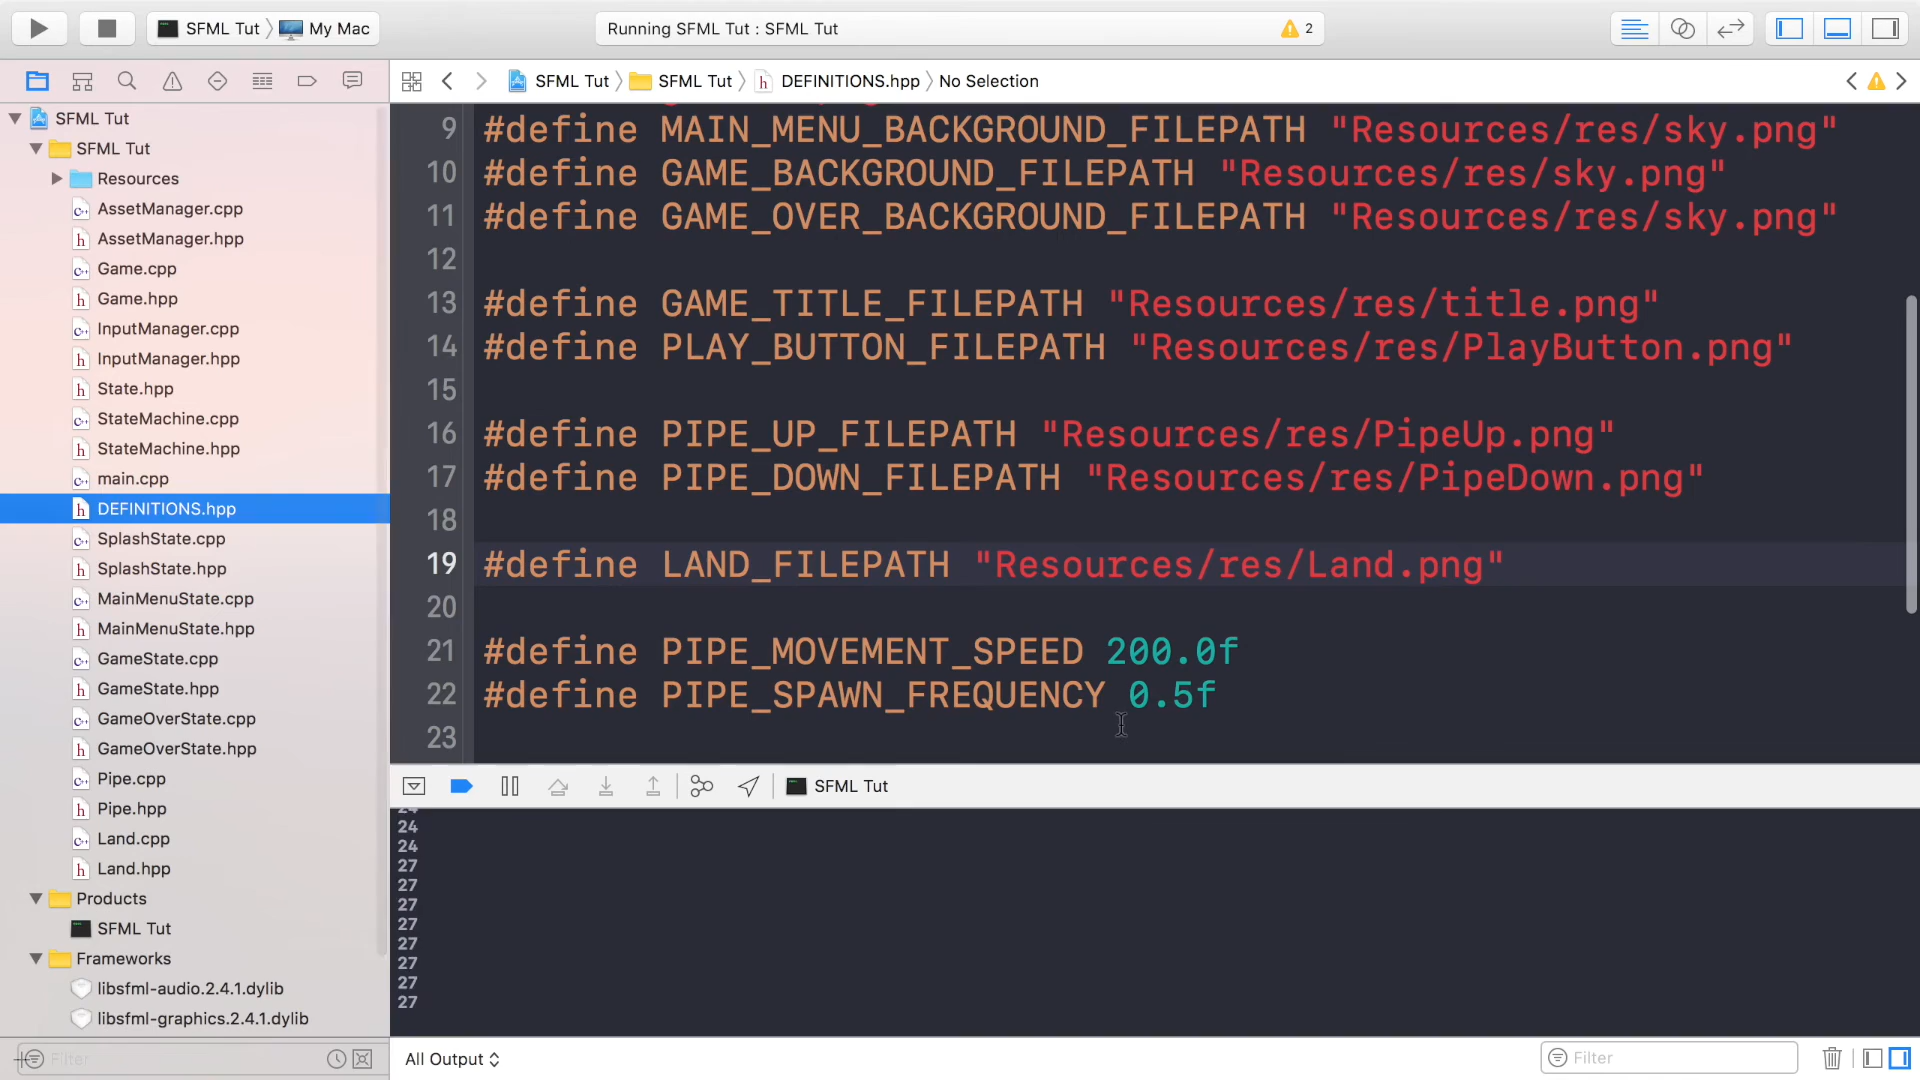 SFML Tut My Mac Running SFML Tut : SFML Tut 2
SFML Tut SFML Tut DEFINITIONS.hpp No Selection
SFML Tut
SFML Tut
Resources
AssetManager.cpp
AssetManager.hpp
Game.cpp
Game.hpp
InputManager.cpp
InputManager.hpp
State.hpp
StateMachine.cpp
StateMachine.hpp
main.cpp
DEFINITIONS.hpp
SplashState.cpp
SplashState.hpp
MainMenuState.cpp
MainMenuState.hpp
GameState.cpp
GameState.hpp
GameOverState.cpp
GameOverState.hpp
Pipe.cpp
Pipe.hpp
Land.cpp
Land.hpp
Products
SFML Tut
Frameworks
libsfml-audio.2.4.1.dylib
libsfml-graphics.2.4.1.dylib
Filter
9 #define MAIN_MENU_BACKGROUND_FILEPATH "Resources/res/sky.png"
10 #define GAME_BACKGROUND_FILEPATH "Resources/res/sky.png"
11 #define GAME_OVER_BACKGROUND_FILEPATH "Resources/res/sky.png"
12
13 #define GAME_TITLE_FILEPATH "Resources/res/title.png"
14 #define PLAY_BUTTON_FILEPATH "Resources/res/PlayButton.png"
15
16 #define PIPE_UP_FILEPATH "Resources/res/PipeUp.png"
17 #define PIPE_DOWN_FILEPATH "Resources/res/PipeDown.png"
18
19 #define LAND_FILEPATH "Resources/res/Land.png"
20
21 #define PIPE_MOVEMENT_SPEED 200.0f
22 #define PIPE_SPAWN_FREQUENCY 0.5f
23
SFML Tut
24
24
24
27
27
27
27
27
27
27
27
All Output Filter